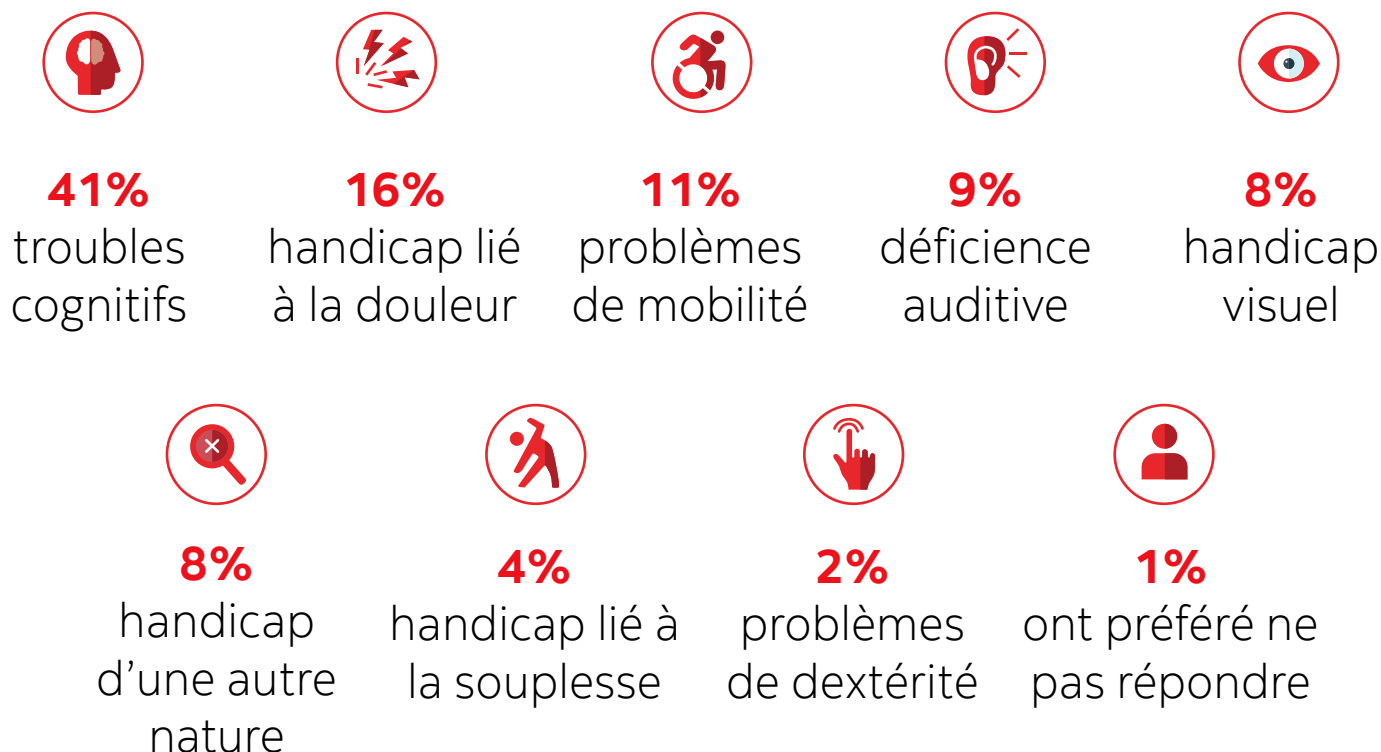 41%
troubles
cognitifs
16%
handicap lié
à la douleur
11%
problèmes
de mobilité
9%
déficience
auditive
8%
handicap
visuel
8%
handicap
d’une autre
nature
4%
handicap lié à
la souplesse
2%
problèmes
de dextérité
1%
ont préféré ne
pas répondre